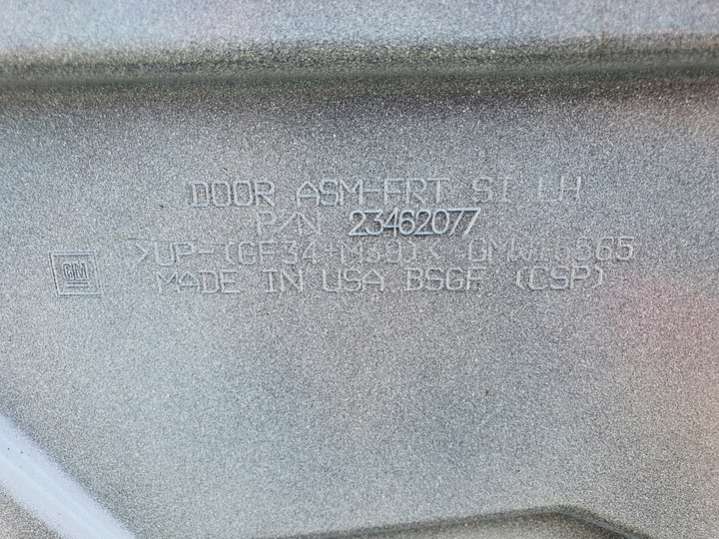 DOOR ASM-FRT SI LH
P/N 23462077
GM
MADE IN USA BSGF (CSP)